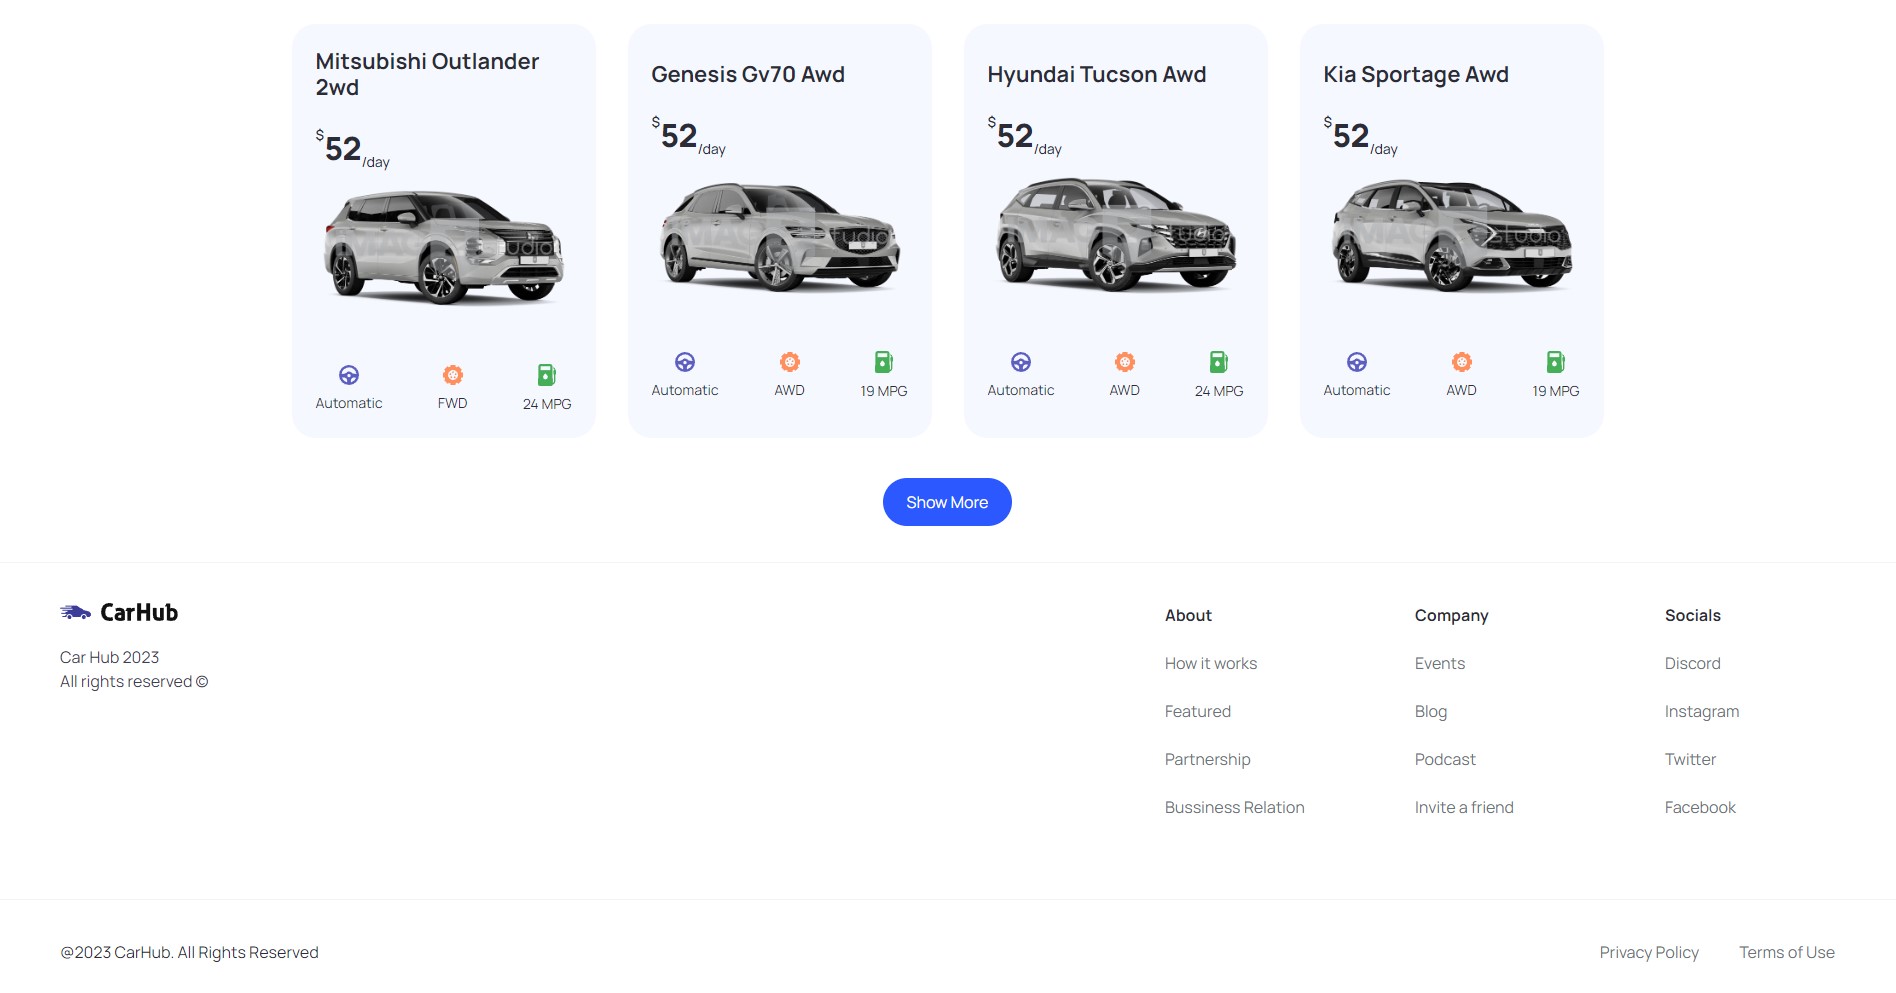 Mitsubishi Outlander
2wd
$52/day
Automatic
FWD
24 MPG
Genesis Gv70 Awd
$52/day
Automatic
AWD
19 MPG
Hyundai Tucson Awd
$52/day
Automatic
AWD
24 MPG
Kia Sportage Awd
$52/day
Automatic
AWD
19 MPG
Show More
CarHub
Car Hub 2023
All rights reserved ©
About
How it works
Featured
Partnership
Bussiness Relation
Company
Events
Blog
Podcast
Invite a friend
Socials
Discord
Instagram
Twitter
Facebook
@2023 CarHub. All Rights Reserved
Privacy Policy
Terms of Use